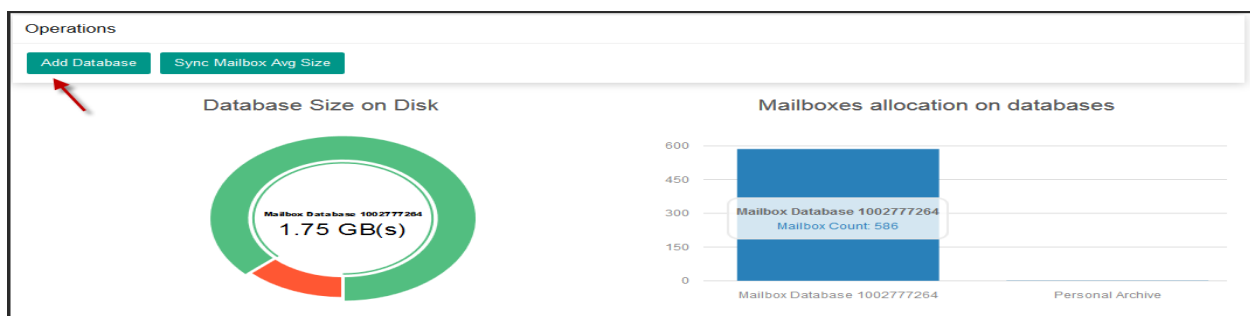 Operations
Add Database Sync Mailbox Avg Size
Database Size on Disk
Mailbox Database 1002777264
1.75 GB(s)
Mailboxes allocation on databases
600
450
300
150
0
Mailbox Database 1002777264
Mailbox Count: 586
Mailbox Database 1002777264 Personal Archive